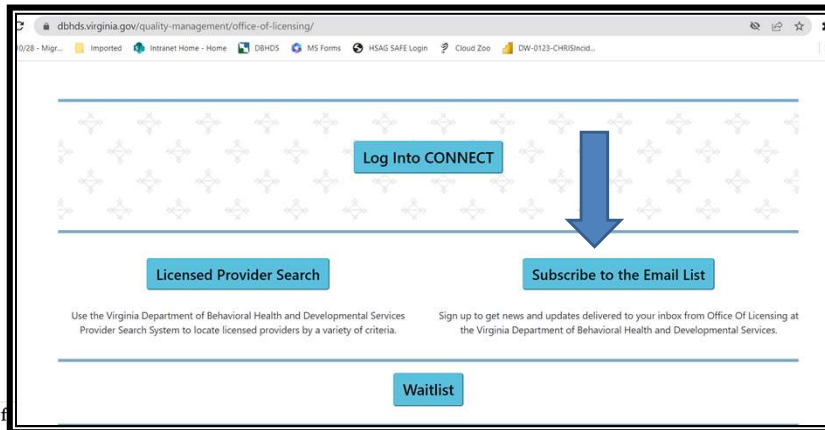 dbhds.virginia.gov/quality-management/office-of-licensing/
10/28 - Migr... Imported Intranet Home - Home DBHDS MS Forms HSAG SAFE Login Cloud Zoo DW-0123-CHRISIncid...
Log Into CONNECT
Licensed Provider Search Subscribe to the Email List
Use the Virginia Department of Behavioral Health and Developmental Services Sign up to get news and updates delivered to your inbox from Office Of Licensing at
Provider Search System to locate licensed providers by a variety of criteria. the Virginia Department of Behavioral Health and Developmental Services.
Waitlist
f